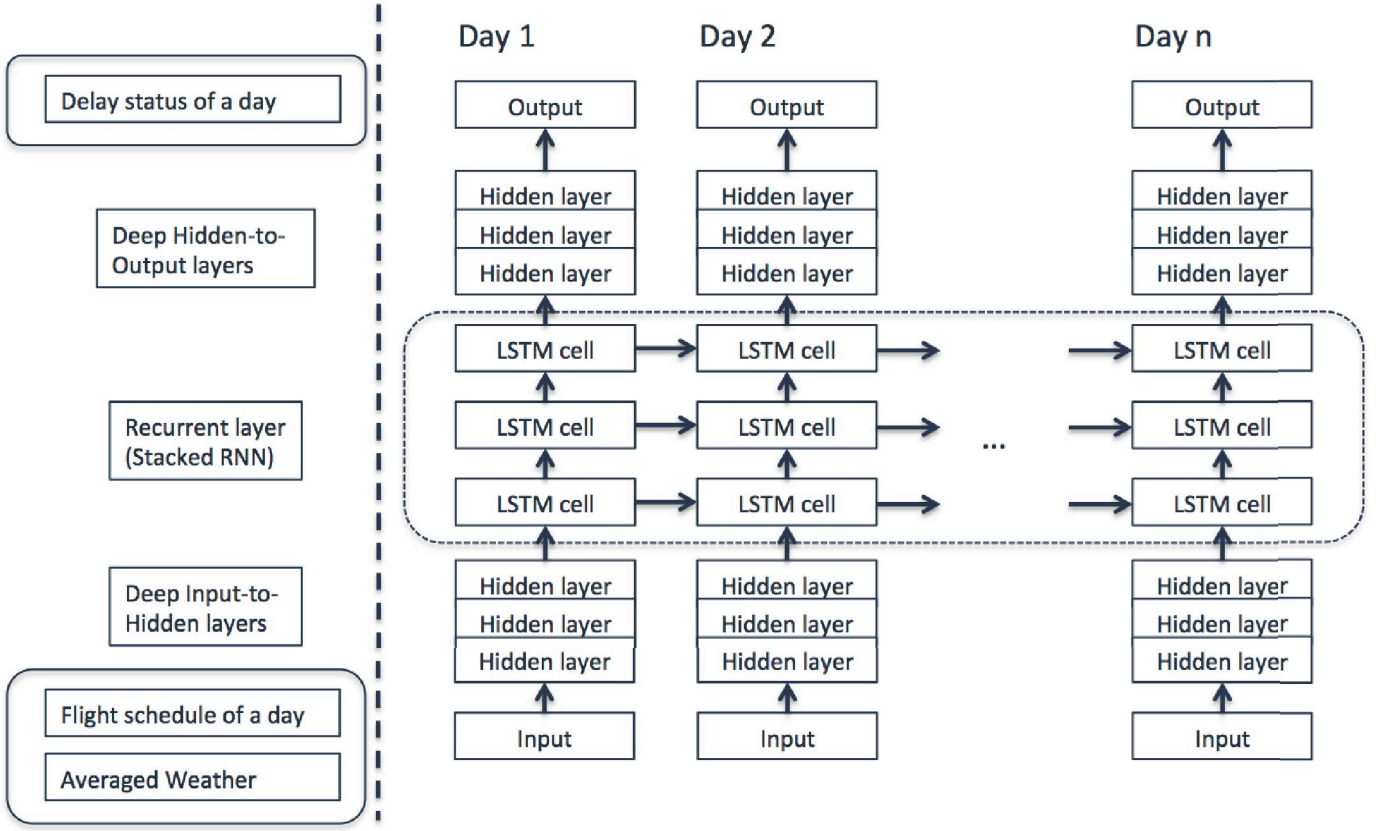 Delay status of a day
Deep Hidden-to-
Output layers
Recurrent layer
(Stacked RNN)
Deep Input-to-
Hidden layers
Flight schedule of a day
Averaged Weather
Day 1
Day 2
Day n
Output
Output
Output
Hidden layer
Hidden layer
Hidden layer
Hidden layer
Hidden layer
Hidden layer
Hidden layer
Hidden layer
Hidden layer
LSTM cell
LSTM cell
LSTM cell
LSTM cell
LSTM cell
...
LSTM cell
LSTM cell
LSTM cell
LSTM cell
Hidden layer
Hidden layer
Hidden layer
Hidden layer
Hidden layer
Hidden layer
Hidden layer
Hidden layer
Hidden layer
Input
Input
Input